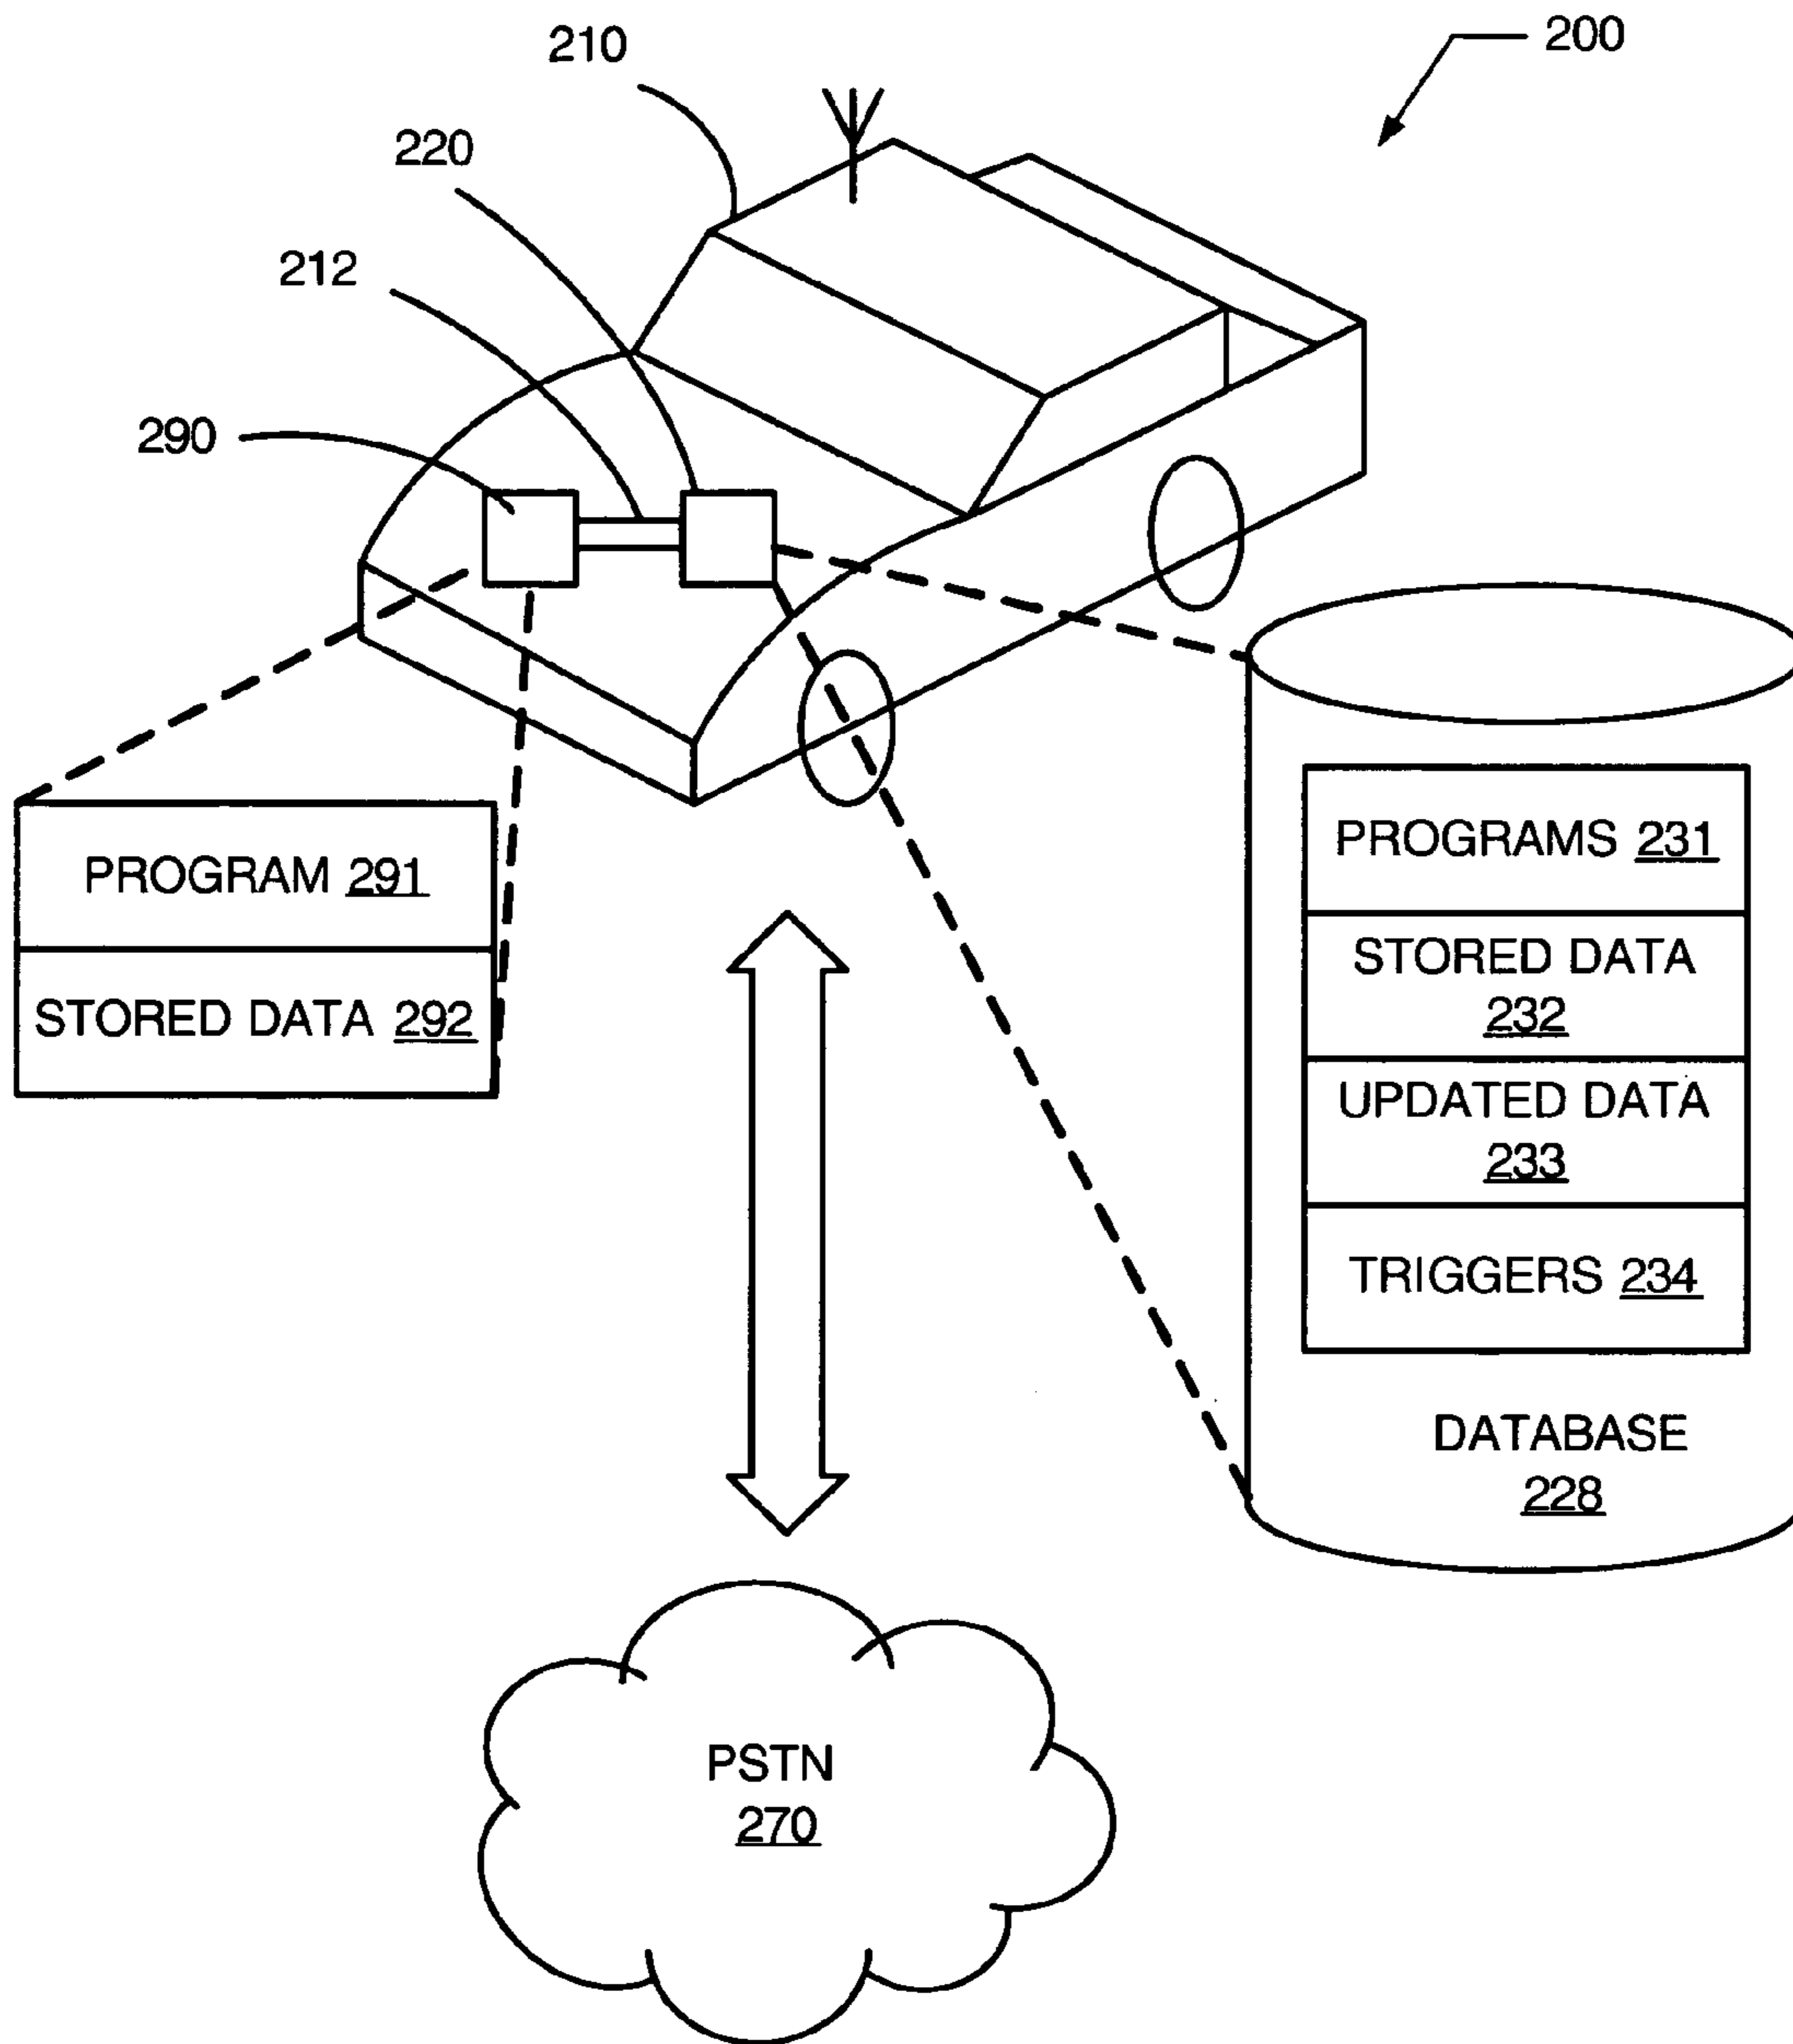 200
210
220
212
290
PROGRAM 291
STORED DATA 292
PROGRAMS 231
STORED DATA
232
UPDATED DATA
233
TRIGGERS 234
DATABASE
228
PSTN
270